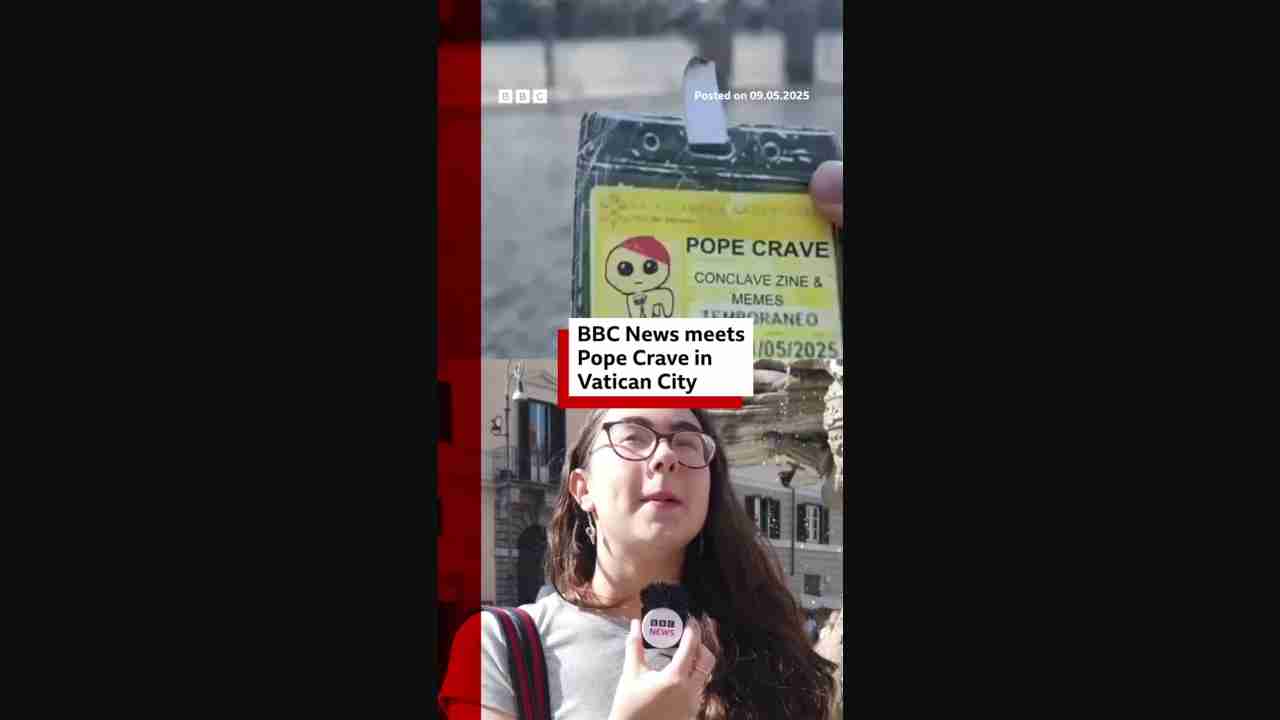 BBC
Posted on 09.05.2025
POPE CRAVE
CONCLAVE ZINE &
MEMES
TEMPORANEO
/05/2025
BBC News meets
Pope Crave in
Vatican City
BBC
NEWS